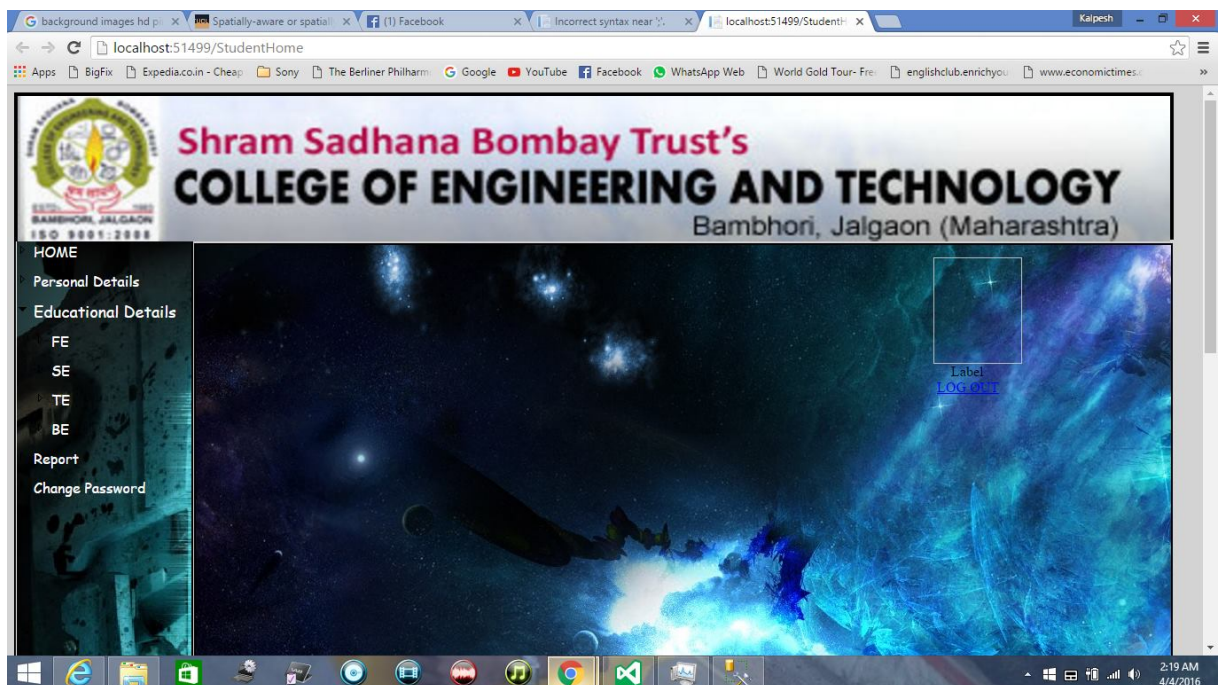 background images hd pi
Spatially-aware or spatial
(1) Facebook
Incorrect syntax near ';'.
localhost:51499/StudentH
Kalpesh
localhost:51499/StudentHome
Apps
BigFix
Expedia.co.in - Cheap
Sony
The Berliner Philharm
Google
YouTube
Facebook
WhatsApp Web
World Gold Tour- Fre
englishclub.enrichyou
www.economictimes.c
Shram Sadhana Bombay Trust's
COLLEGE OF ENGINEERING AND TECHNOLOGY
Bambhori, Jalgaon (Maharashtra)
BAMBHORI, JALGAON
ISO 9001:2008
HOME
Personal Details
Educational Details
FE
SE
TE
BE
Report
Change Password
Label
LOG OUT
2:19 AM
4/4/2016